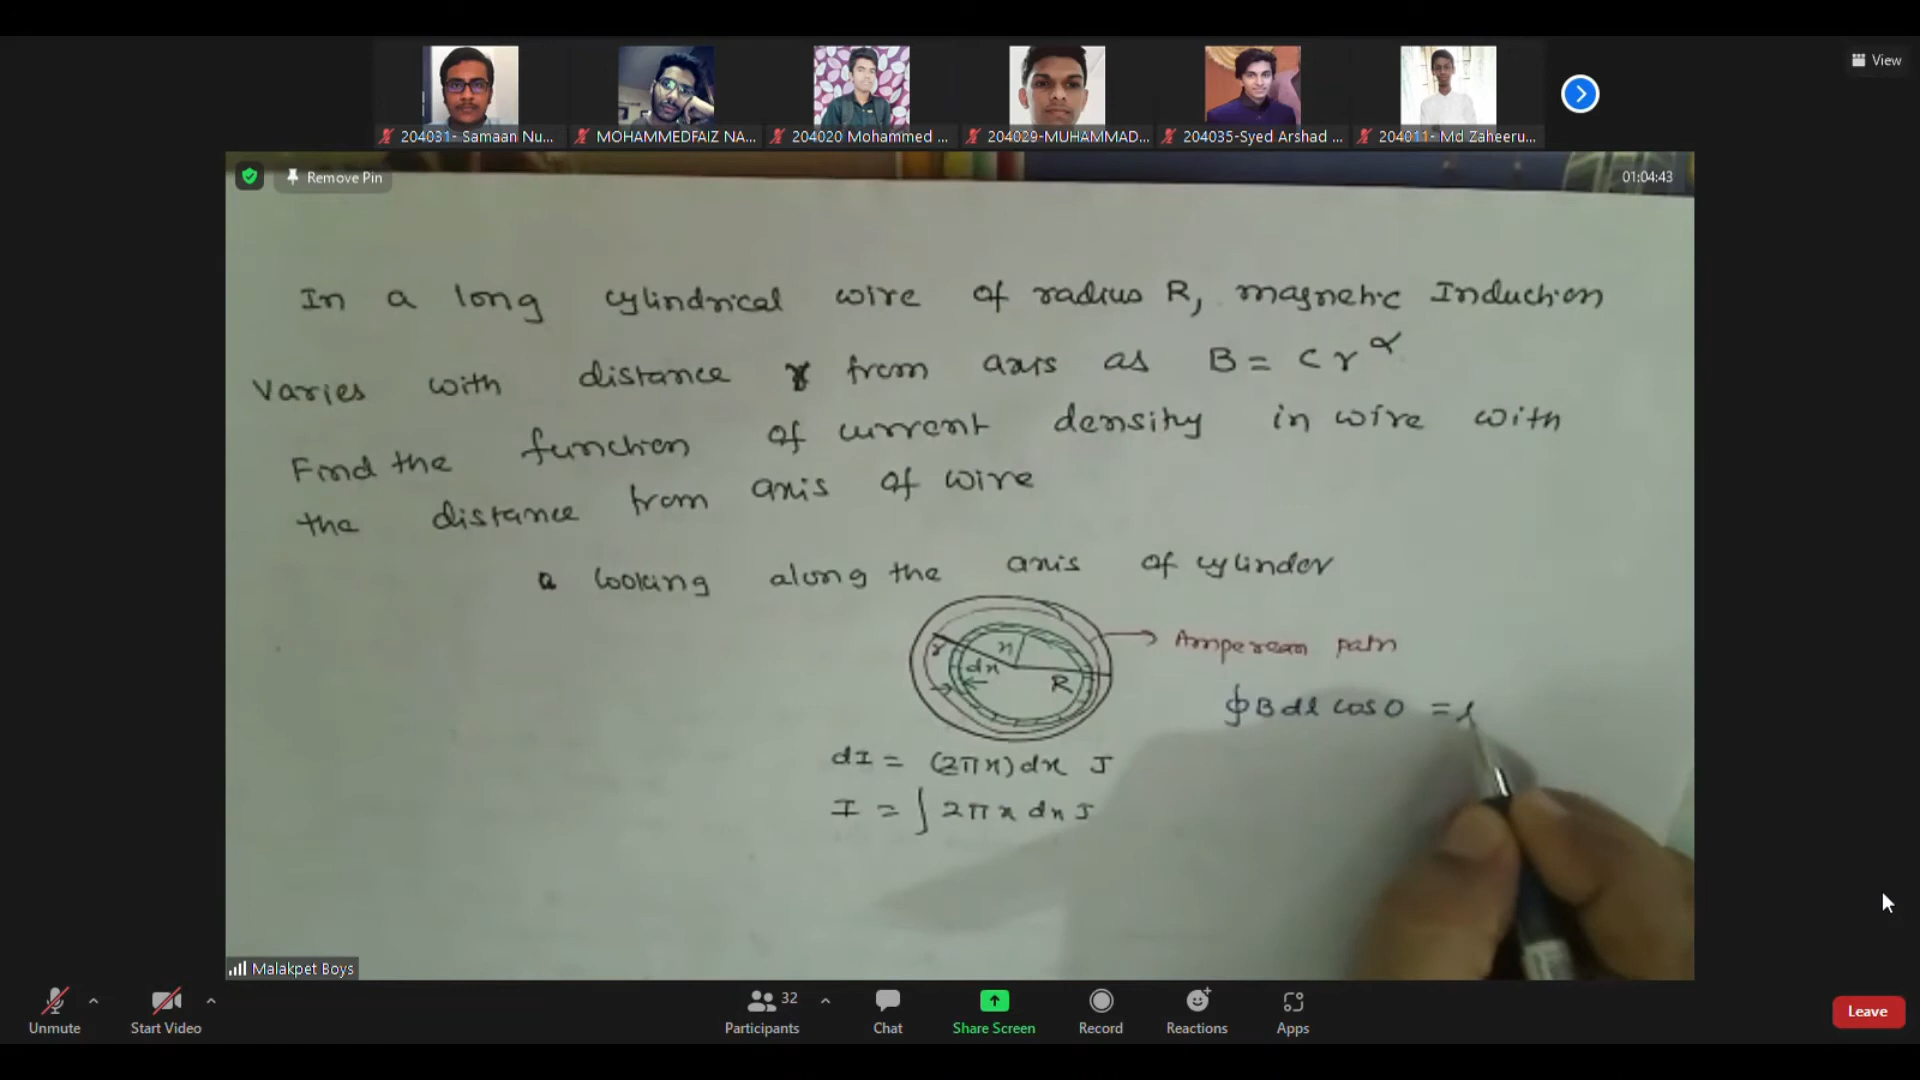 View
204031- Samaan Nu...
MOHAMMEDFAIZ NA...
204020 Mohammed ...
204029-MUHAMMAD...
204035-Syed Arshad ...
204011- Md Zaheeru...
Remove Pin
01:04:43
In a long cylindrical wire of radius R, magnetic Induction
Varies with distance r from axis as B = C r^α
Find the function of current density in wire with
the distance from axis of wire
a looking along the axis of cylinder
r x dx R
Amperean path
∮B dl cos 0 =
dI = (2πx)dx J
I = ∫ 2πx dx J
Malakpet Boys
Unmute
Start Video
32
Participants
Chat
Share Screen
Record
Reactions
Apps
Leave